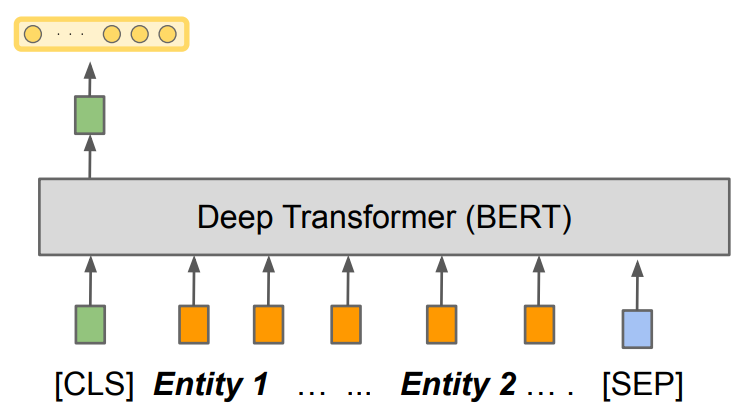 . . .
Deep Transformer (BERT)
[CLS] Entity 1 ... ... Entity 2 ... . [SEP]